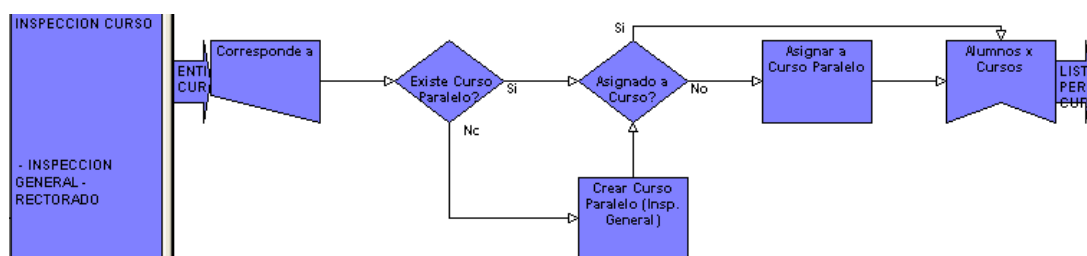 INSPECCION CURSO
- INSPECCION
GENERAL -
RECTORADO
ENTI
CUR
Corresponde a
Existe Curso
Paralelo?
Si
Nc
Crear Curso
Paralelo (Insp.
General)
Asignado a
Curso?
Si
No
Asignar a
Curso Paralelo
Alumnos x
Cursos
LIST
PER
CUR